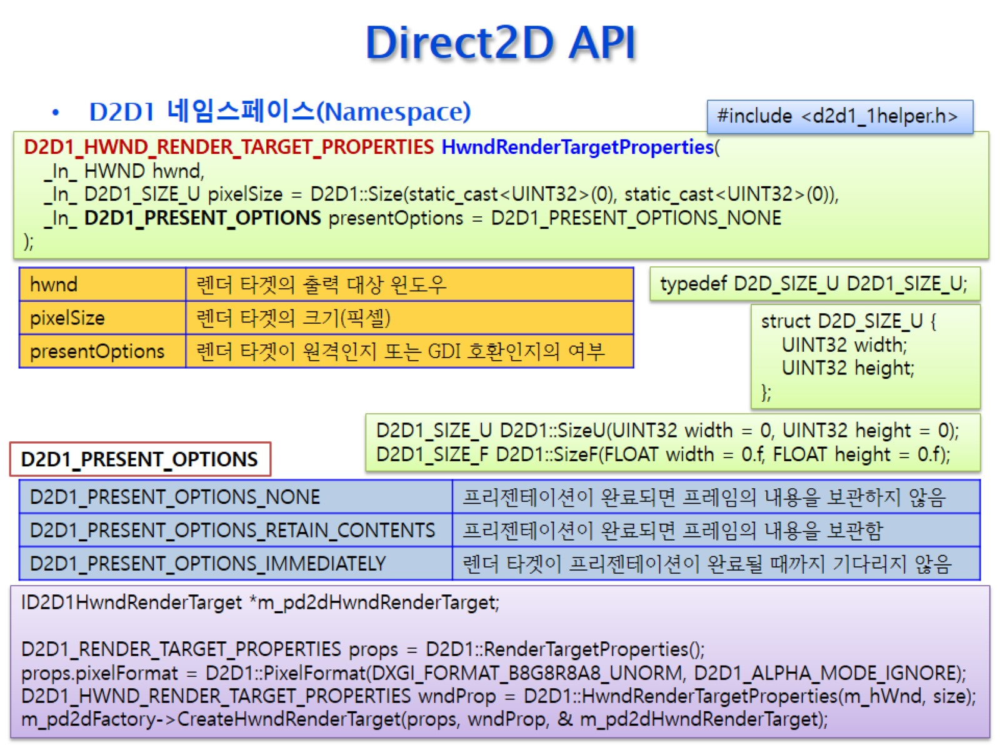 Direct2D API
• D2D1 네임스페이스(Namespace)
#include <d2d1_1helper.h>
D2D1_HWND_RENDER_TARGET_PROPERTIES HwndRenderTargetProperties(
_In_ HWND hwnd,
_In_ D2D1_SIZE_U pixelSize = D2D1::Size(static_cast<UINT32>(0), static_cast<UINT32>(0)),
_In_ D2D1_PRESENT_OPTIONS presentOptions = D2D1_PRESENT_OPTIONS_NONE
);
hwnd 렌더 타겟의 출력 대상 윈도우
pixelSize 렌더 타겟의 크기(픽셀)
presentOptions 렌더 타겟이 원격인지 또는 GDI 호환인지의 여부
typedef D2D_SIZE_U D2D1_SIZE_U;
struct D2D_SIZE_U {
UINT32 width;
UINT32 height;
};
D2D1_SIZE_U D2D1::SizeU(UINT32 width = 0, UINT32 height = 0);
D2D1_SIZE_F D2D1::SizeF(FLOAT width = 0.f, FLOAT height = 0.f);
D2D1_PRESENT_OPTIONS
D2D1_PRESENT_OPTIONS_NONE 프리젠테이션이 완료되면 프레임의 내용을 보관하지 않음
D2D1_PRESENT_OPTIONS_RETAIN_CONTENTS 프리젠테이션이 완료되면 프레임의 내용을 보관함
D2D1_PRESENT_OPTIONS_IMMEDIATELY 렌더 타겟이 프리젠테이션이 완료될 때까지 기다리지 않음
ID2D1HwndRenderTarget *m_pd2dHwndRenderTarget;
D2D1_RENDER_TARGET_PROPERTIES props = D2D1::RenderTargetProperties();
props.pixelFormat = D2D1::PixelFormat(DXGI_FORMAT_B8G8R8A8_UNORM, D2D1_ALPHA_MODE_IGNORE);
D2D1_HWND_RENDER_TARGET_PROPERTIES wndProp = D2D1::HwndRenderTargetProperties(m_hWnd, size);
m_pd2dFactory->CreateHwndRenderTarget(props, wndProp, & m_pd2dHwndRenderTarget);